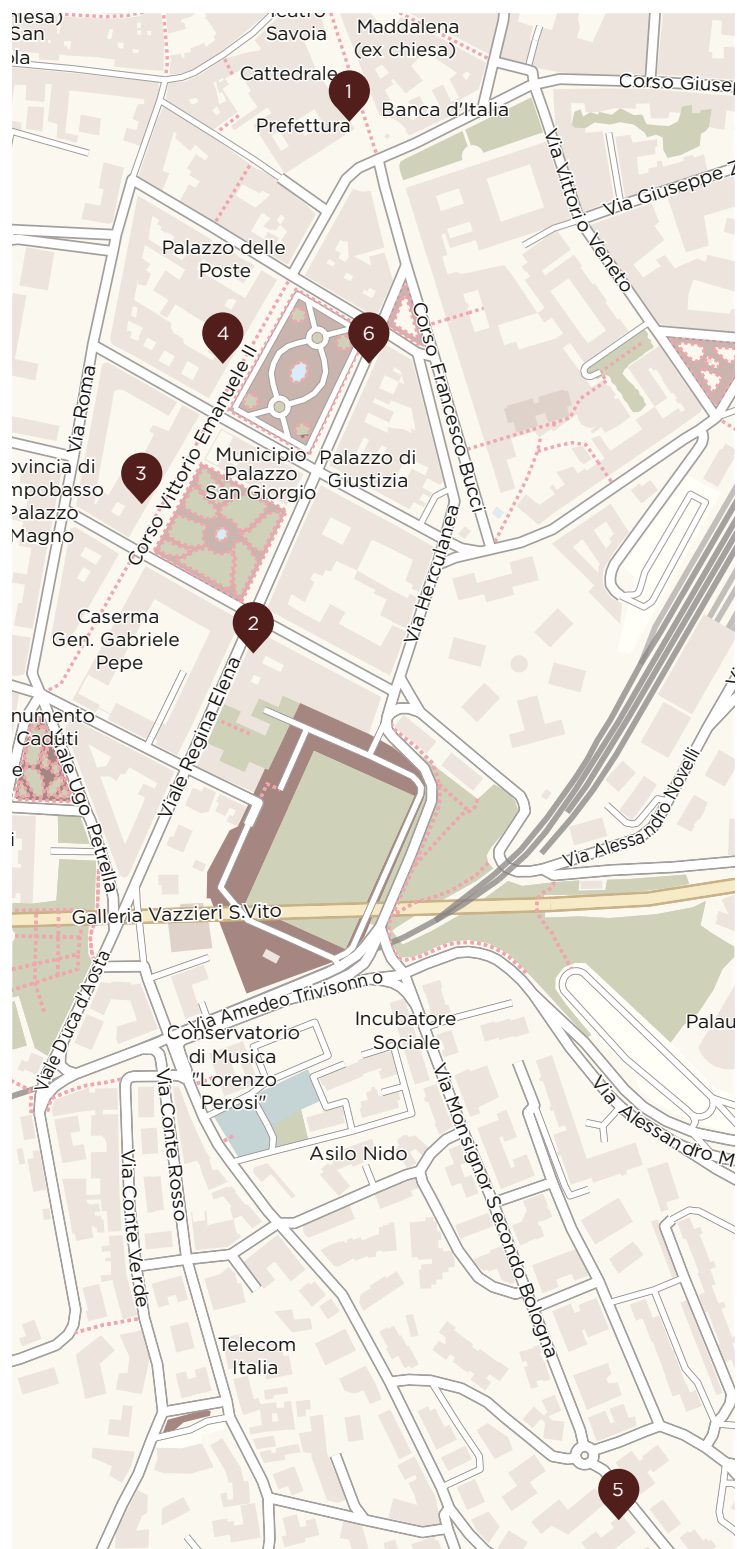 San
Teatro
Savoia
Maddalena
(ex chiesa)
Cattedrale
1
Corso Giusep
Banca d'Italia
Prefettura
Via Vittorio Veneto
Via Giuseppe Z
Palazzo delle
Poste
4
6
Corso Francesco Bucci
Corso Vittorio Emanuele II
Via Roma
Municipio
Palazzo
San Giorgio
Palazzo di
Giustizia
3
ovincia di
mpobasso
Palazzo
Magno
Via Herculanea
2
Caserma
Gen. Gabriele
Pepe
Viale Regina Elena
numento
Caduti
e
Viale Ugo Petrella
Via Alessandro Novelli
i
Galleria Vazzieri S.Vito
Viale Duca d'Aosta
Via Amedeo Trivisonno
Conservatorio
di Musica
"Lorenzo
Perosi"
Incubatore
Sociale
Palau
Via Monsignor Secondo Bologna
Via Alessandro M
Via Conte Rosso
Via Conte Verde
Asilo Nido
Telecom
Italia
5